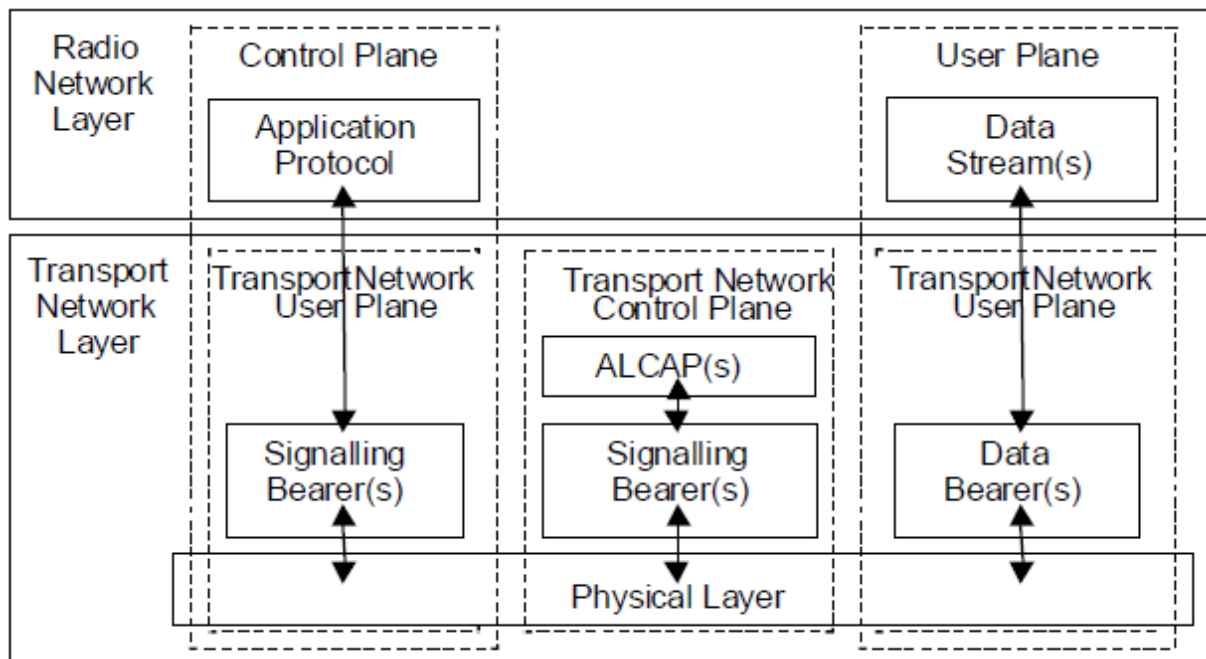 Radio
Network
Layer
Control Plane
Application
Protocol
User Plane
Data
Stream(s)
Transport
Network
Layer
TransportNetwork
User Plane
Transport Network
Control Plane
TransportNetwork
User Plane
ALCAP(s)
Signalling
Bearer(s)
Signalling
Bearer(s)
Data
Bearer(s)
Physical Layer